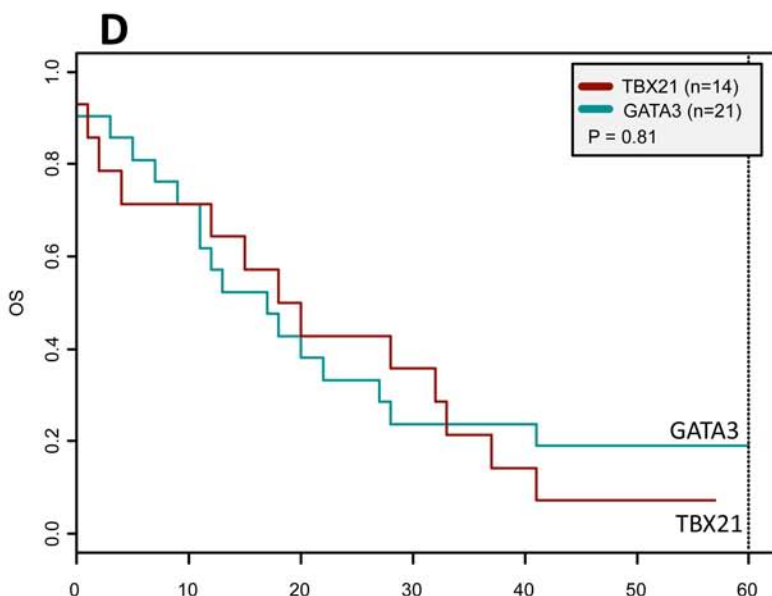 D
TBX21 (n=14)
GATA3 (n=21)
P = 0.81
OS
1.0
0.8
0.6
0.4
0.2
0.0
GATA3
TBX21
0 10 20 30 40 50 60